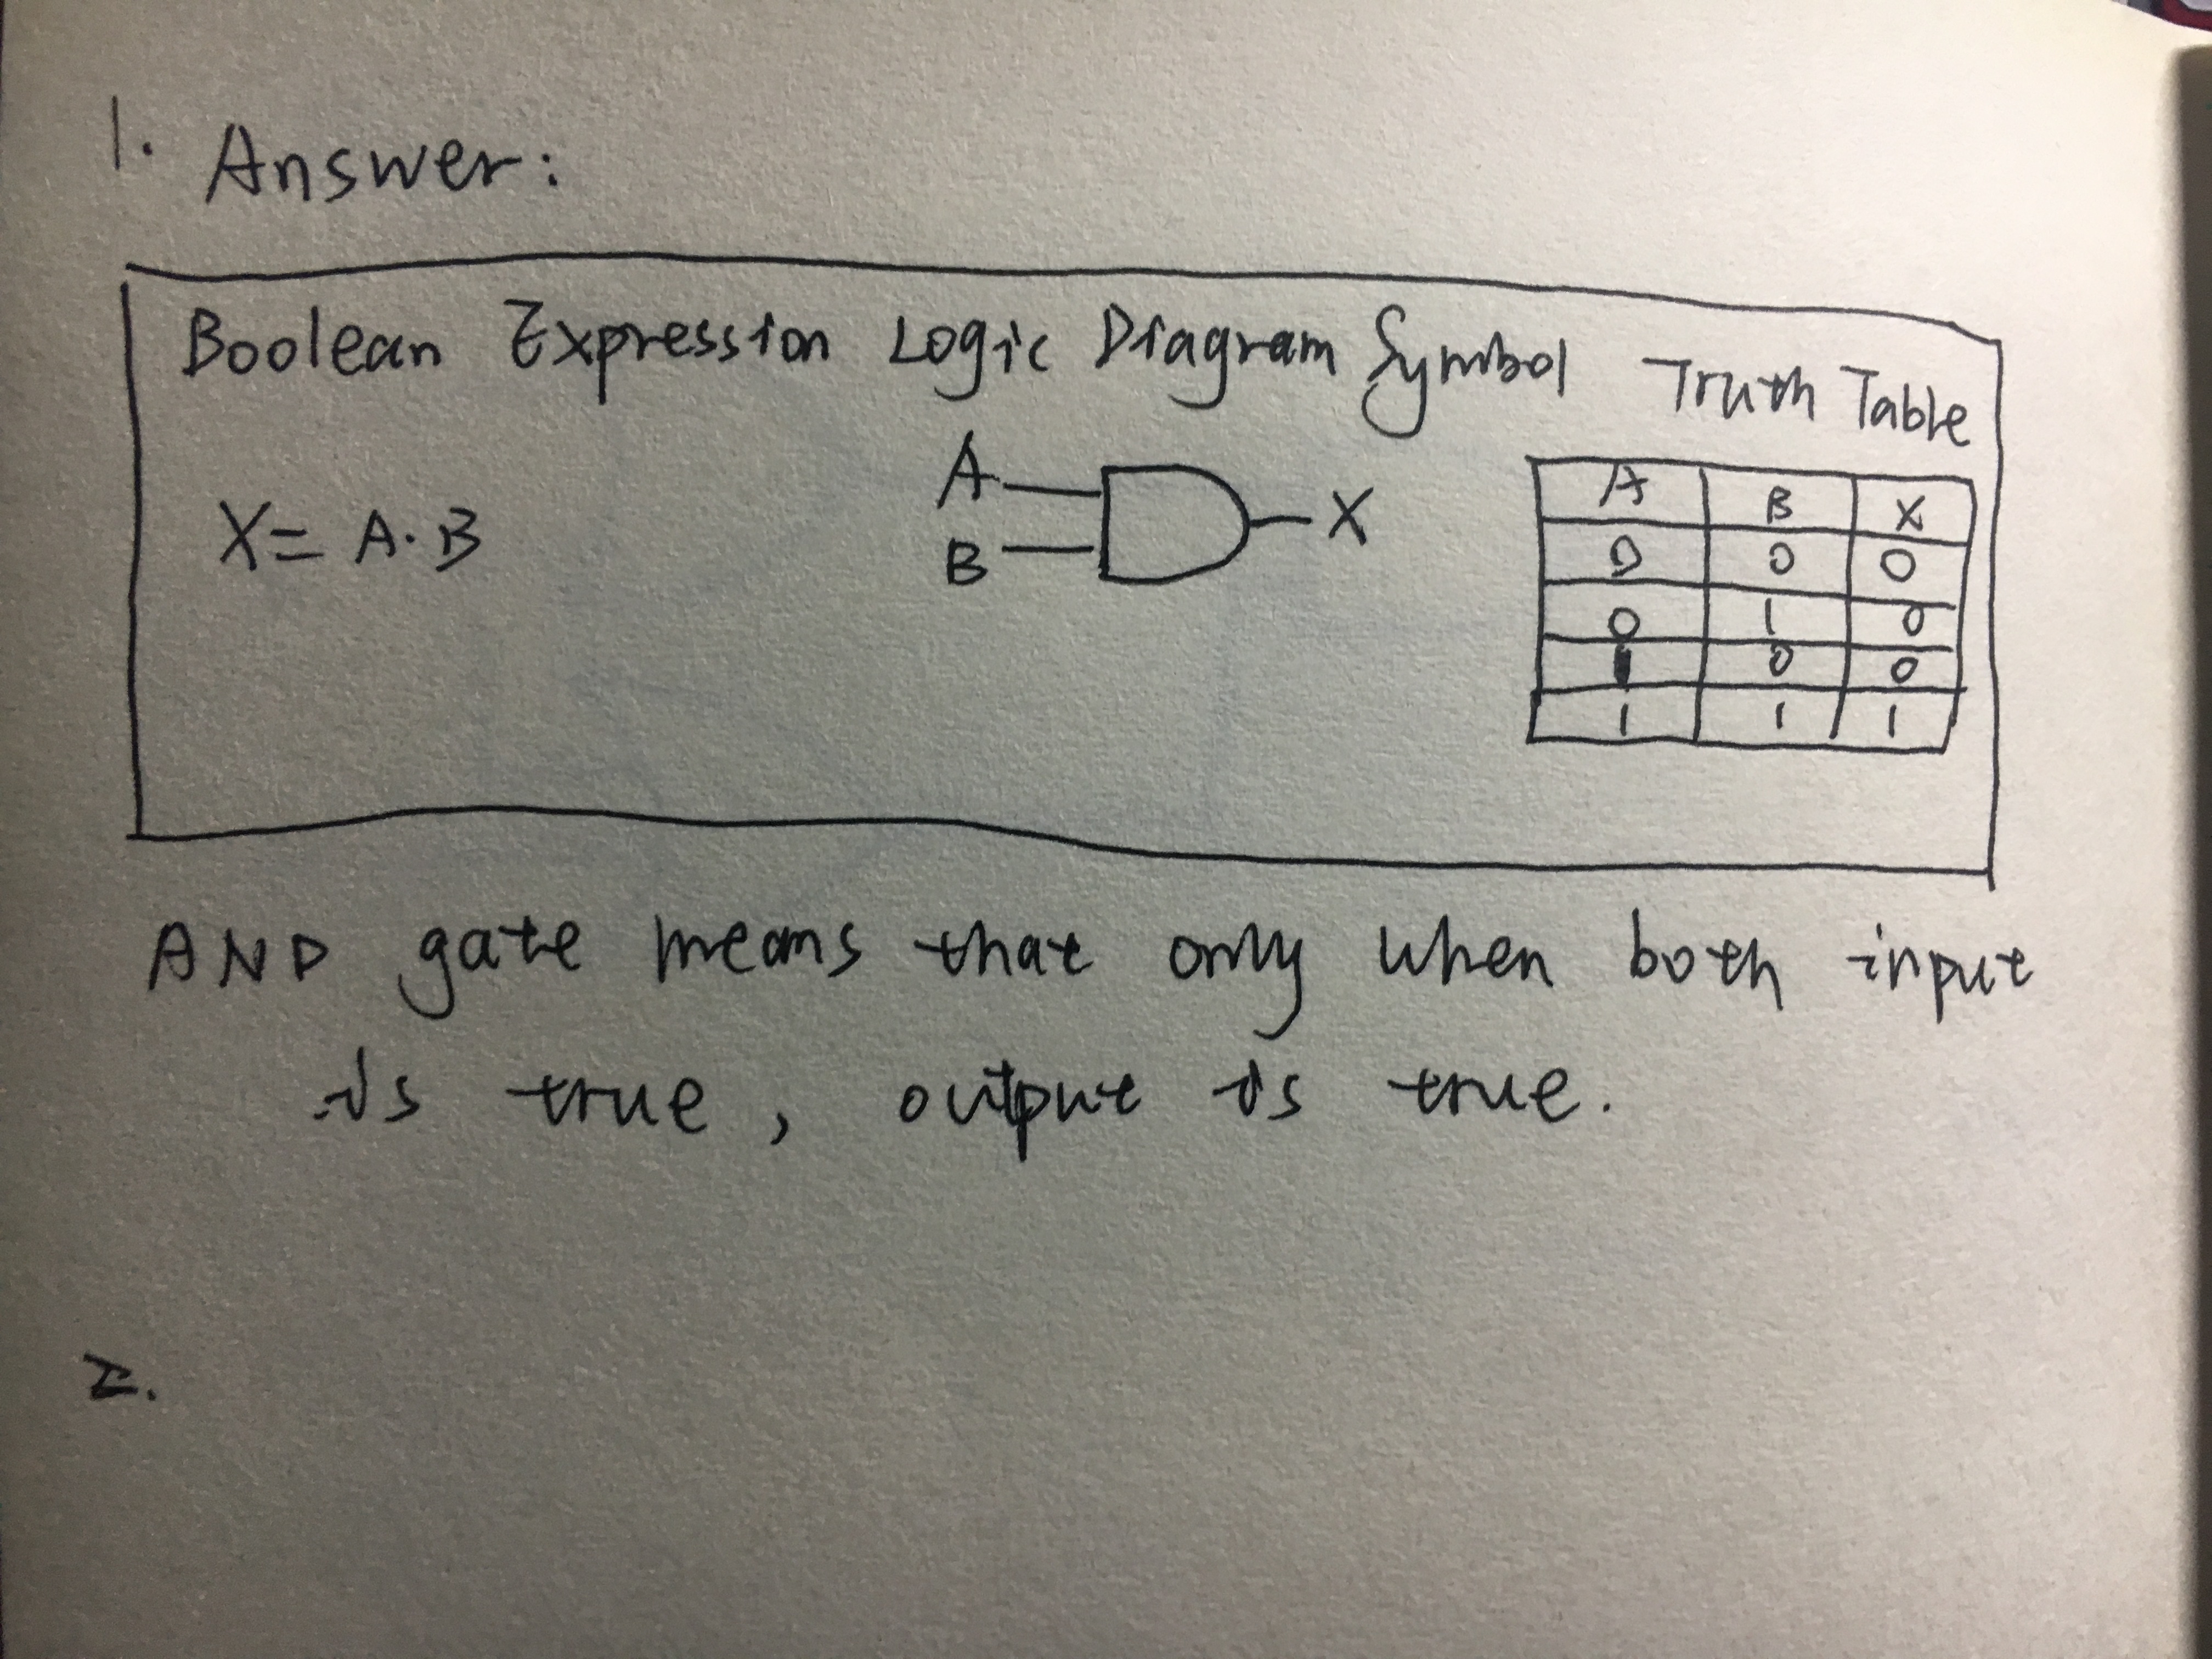 1. Answer:
Boolean Expression Logic Diagram Symbol Truth Table
X = A·B
A
B
X
A B X
0 0 0
0 1 0
1 0 0
1 1 1
AND gate means that only when both input
is true, output is true.
2.